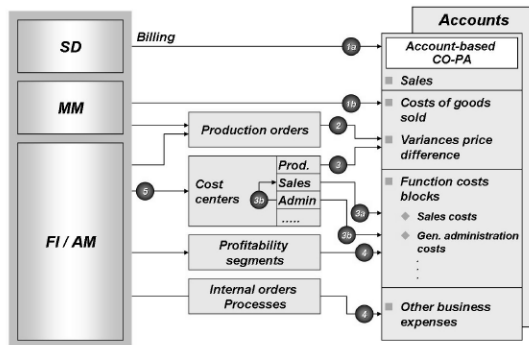 Accounts
SD
Billing
1a
Account-based
CO-PA
Sales
MM
1b
Costs of goods
sold
Production orders
2
Variances price
difference
FI / AM
5
Cost
centers
Prod.
3
Sales
3b
Admin
.....
Function costs
blocks
3a
Sales costs
3b
Gen. administration
costs
.
.
.
Profitability
segments
4
Internal orders
Processes
4
Other business
expenses